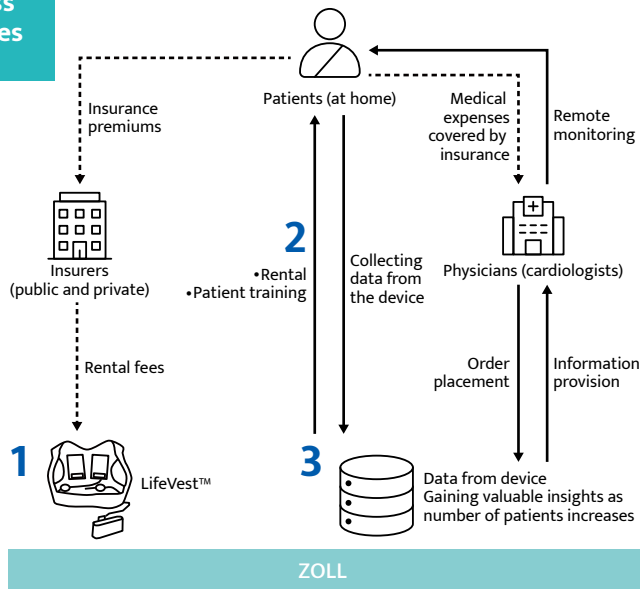 Patients (at home)
Insurance
premiums
Medical
expenses
covered by
insurance
Remote
monitoring
Insurers
(public and private)
2
•Rental
•Patient training
Collecting
data from
the device
Physicians (cardiologists)
Rental fees
Order
placement
Information
provision
1
LifeVest™
3
Data from device
Gaining valuable insights as
number of patients increases
ZOLL